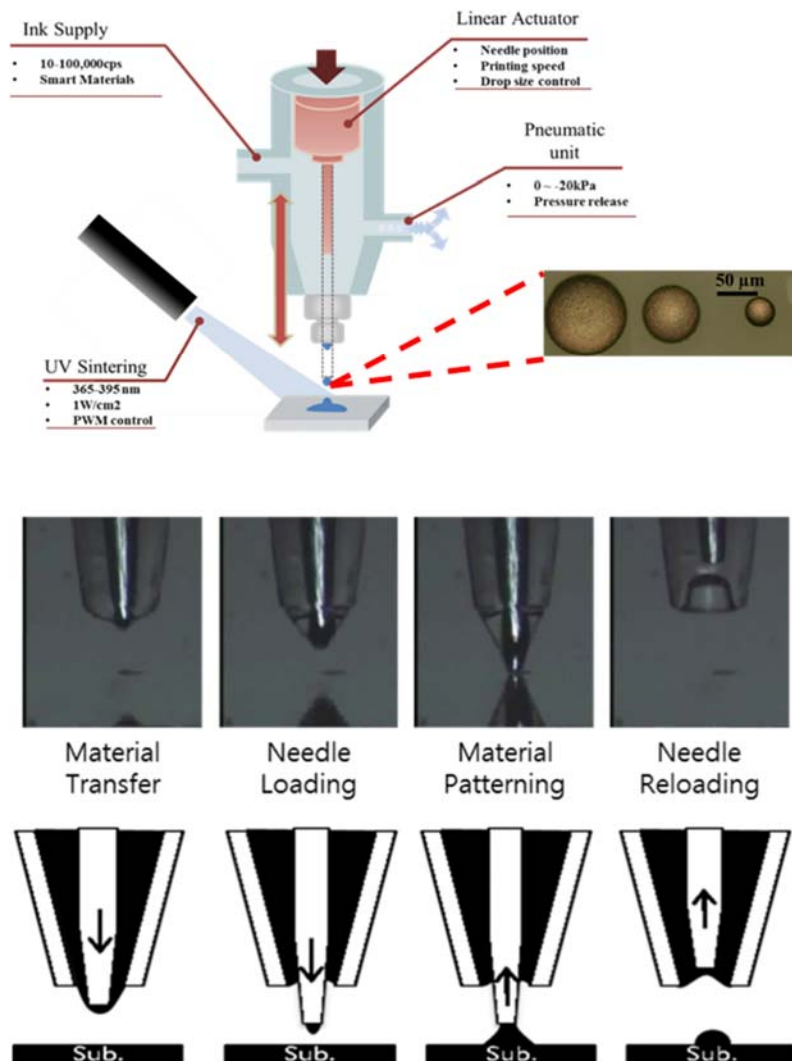 Ink Supply
• 10-100,000cps
• Smart Materials
Linear Actuator
• Needle position
• Printing speed
• Drop size control
Pneumatic
unit
• 0 ~ -20kPa
• Pressure release
50 µm
UV Sintering
• 365-395nm
• 1W/cm2
• PWM control
Material
Transfer
Needle
Loading
Material
Patterning
Needle
Reloading
Sub.
Sub.
Sub.
Sub.